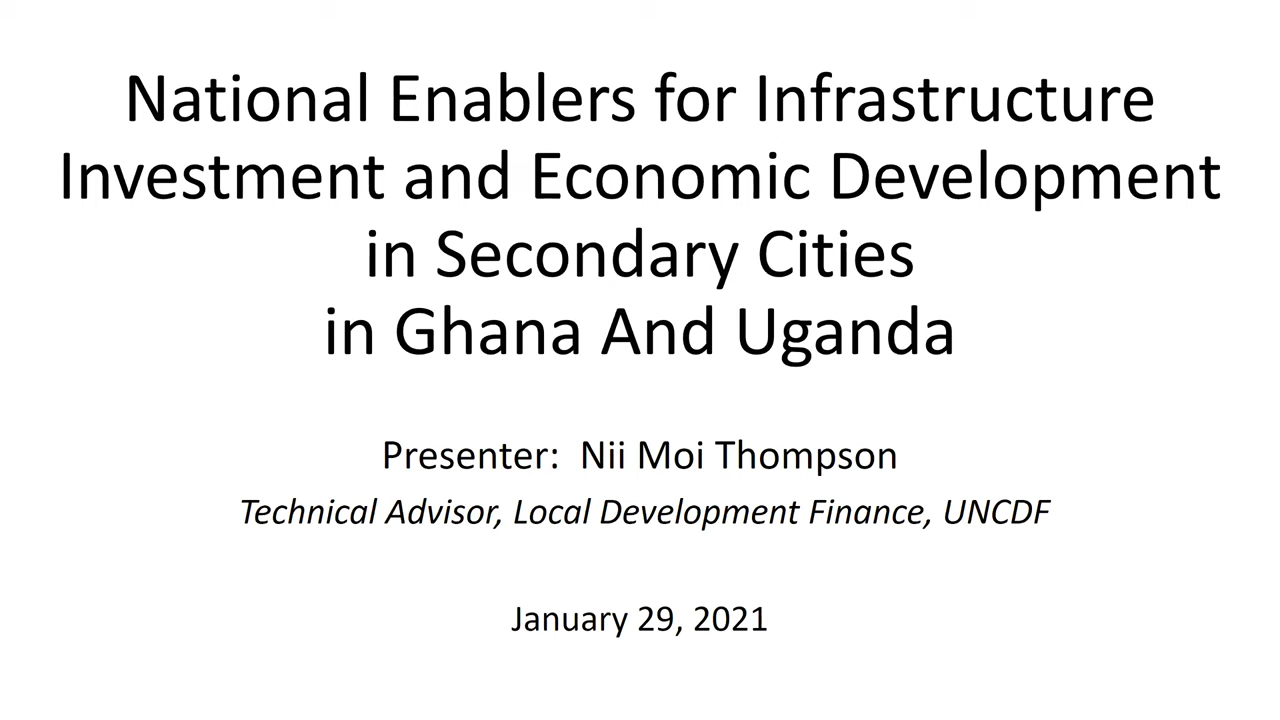 National Enablers for Infrastructure
Investment and Economic Development
in Secondary Cities
in Ghana And Uganda
Presenter:  Nii Moi Thompson
Technical Advisor, Local Development Finance, UNCDF
January 29, 2021